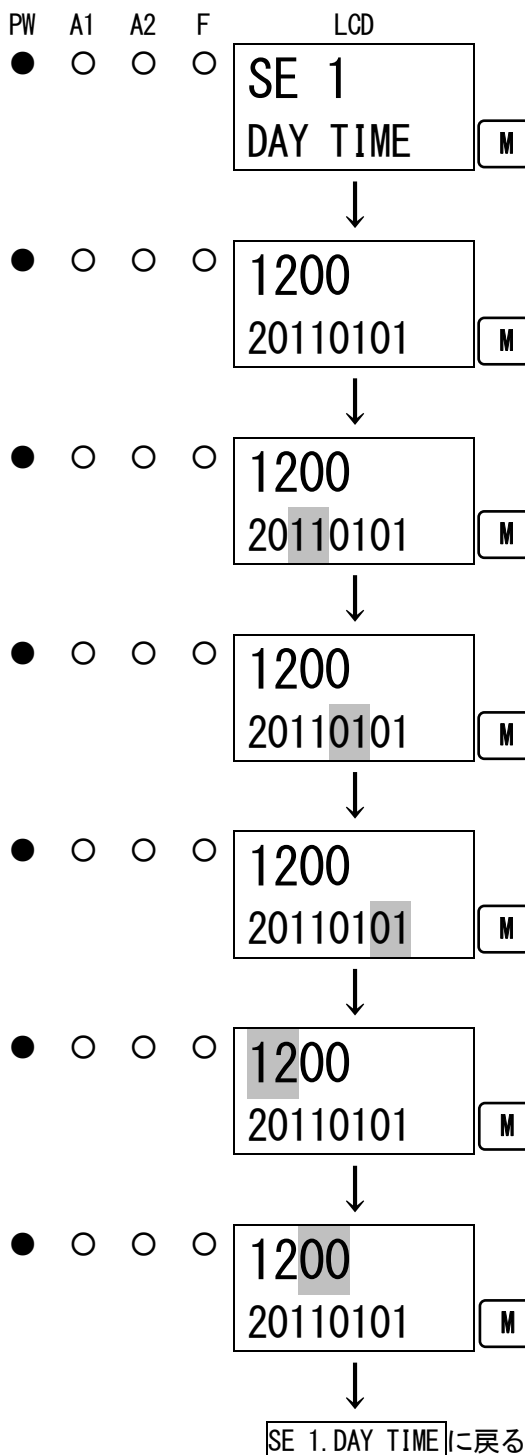 PW A1 A2 F LCD
● ○ ○ ○ SE 1
DAY TIME M
↓
● ○ ○ ○ 1200
20110101 M
↓
● ○ ○ ○ 1200
20110101 M
↓
● ○ ○ ○ 1200
20110101 M
↓
● ○ ○ ○ 1200
20110101 M
↓
● ○ ○ ○ 1200
20110101 M
↓
● ○ ○ ○ 1200
20110101 M
↓
SE 1.DAY TIMEに戻る